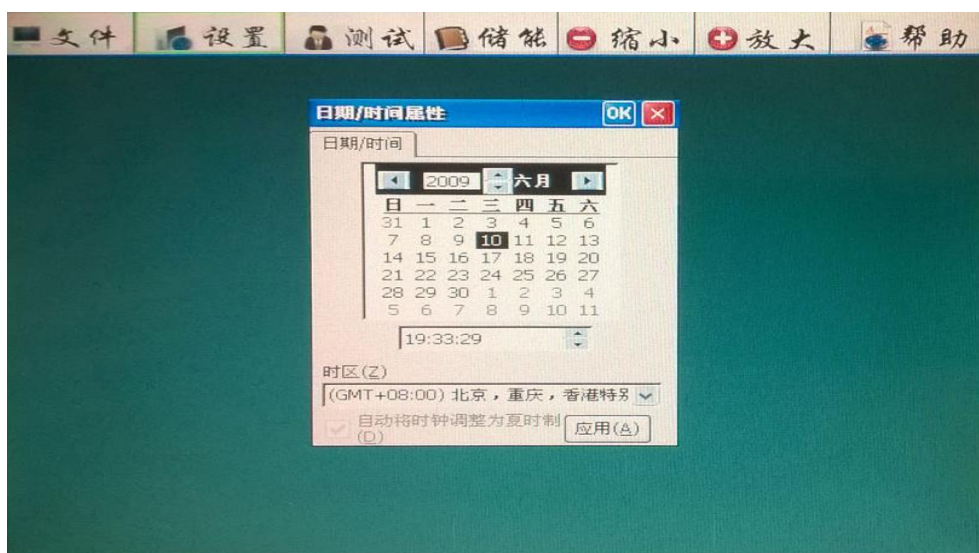 文件 设置 测试 储能 缩小 放大 帮助
日期/时间属性 OK
日期/时间
2009 六月
日 一 二 三 四 五 六
31 1 2 3 4 5 6
7 8 9 10 11 12 13
14 15 16 17 18 19 20
21 22 23 24 25 26 27
28 29 30 1 2 3 4
5 6 7 8 9 10 11
19:33:29
时区(Z)
(GMT+08:00) 北京，重庆，香港特
自动将时钟调整为夏时制
(D)
应用(A)